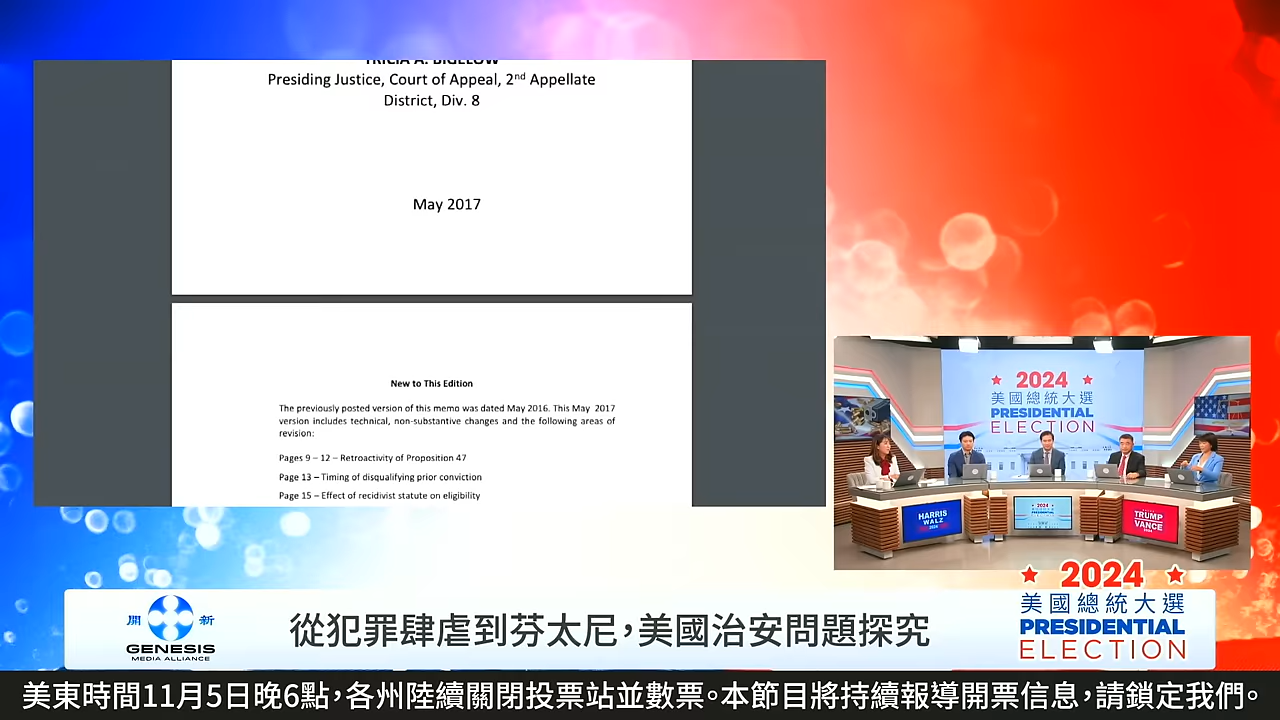 TRICIA A. BIGELOW
Presiding Justice, Court of Appeal, 2nd Appellate
District, Div. 8
May 2017
New to This Edition
The previously posted version of this memo was dated May 2016. This May 2017
version includes technical, non-substantive changes and the following areas of
revision:
Pages 9 – 12 – Retroactivity of Proposition 47
Page 13 – Timing of disqualifying prior conviction
Page 15 – Effect of recidivist statute on eligibility
2024
美國總統大選
PRESIDENTIAL
ELECTION
HARRIS
WALZ
2024
2024
TRUMP
VANCE
2024
美國總統大選
PRESIDENTIAL
ELECTION
開 新
GENESIS
MEDIA ALLIANCE
從犯罪肆虐到芬太尼,美國治安問題探究
美東時間11月5日晚6點,各州陸續關閉投票站並數票。本節目將持續報導開票信息,請鎖定我們。